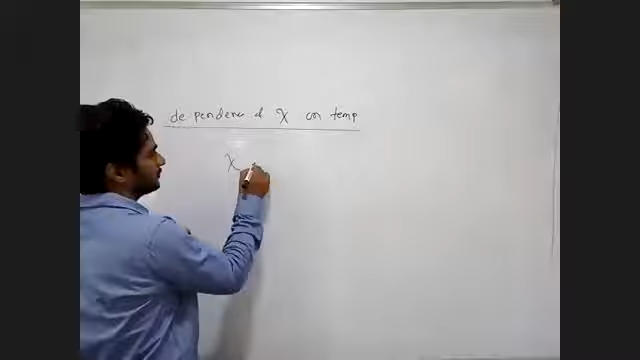 dependence of χ on temp
χ